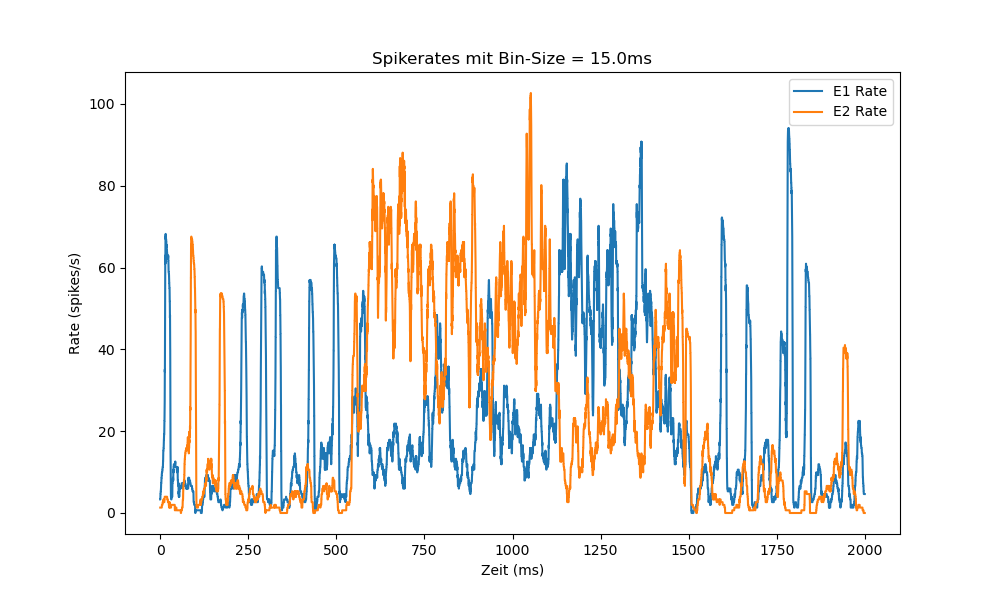 Spikerates mit Bin-Size = 15.0ms
E1 Rate
E2 Rate
100
80
60
40
20
0
Rate (spikes/s)
0 250 500 750 1000 1250 1500 1750 2000
Zeit (ms)